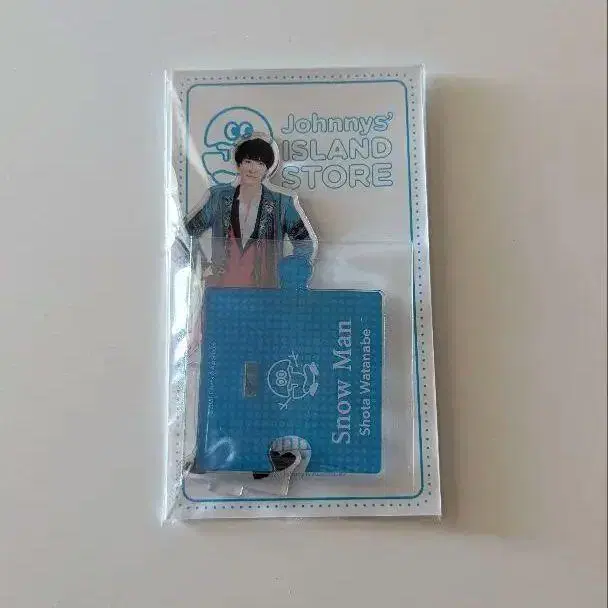 Johnnys'
ISLAND
STORE
Snow Man
Shota Watanabe